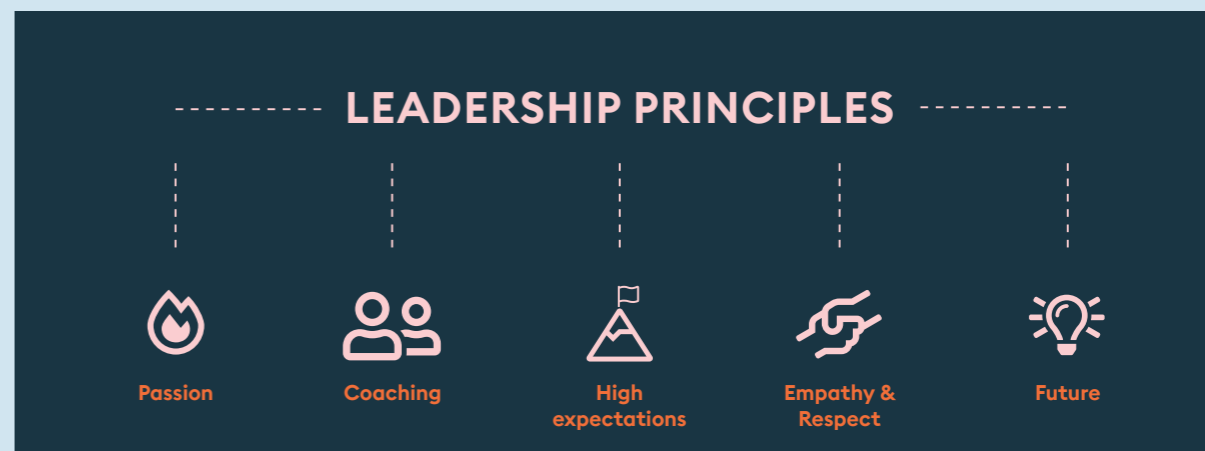 LEADERSHIP PRINCIPLES
Passion
Coaching
High
expectations
Empathy &
Respect
Future